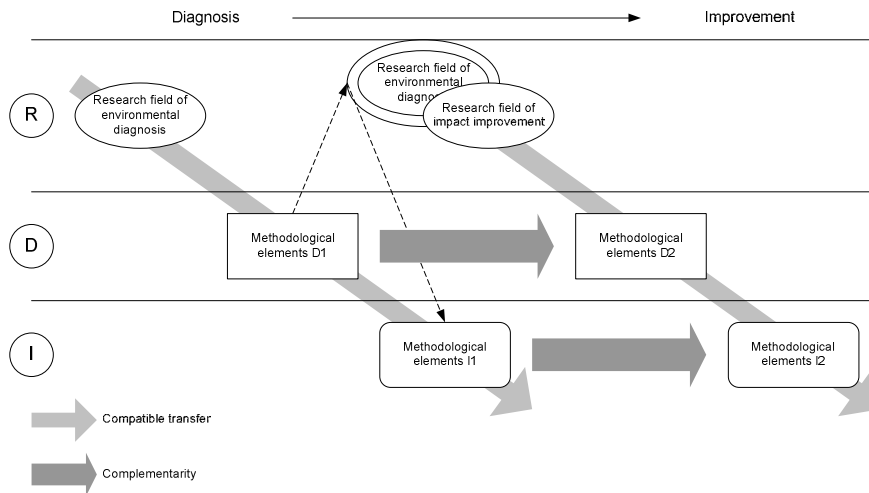 Diagnosis
Improvement
R
Research field of
environmental
diagnosis
Research field of
environmental
diagno
Research field of
impact improvement
D
Methodological
elements D1
Methodological
elements D2
I
Methodological
elements I1
Methodological
elements I2
Compatible transfer
Complementarity